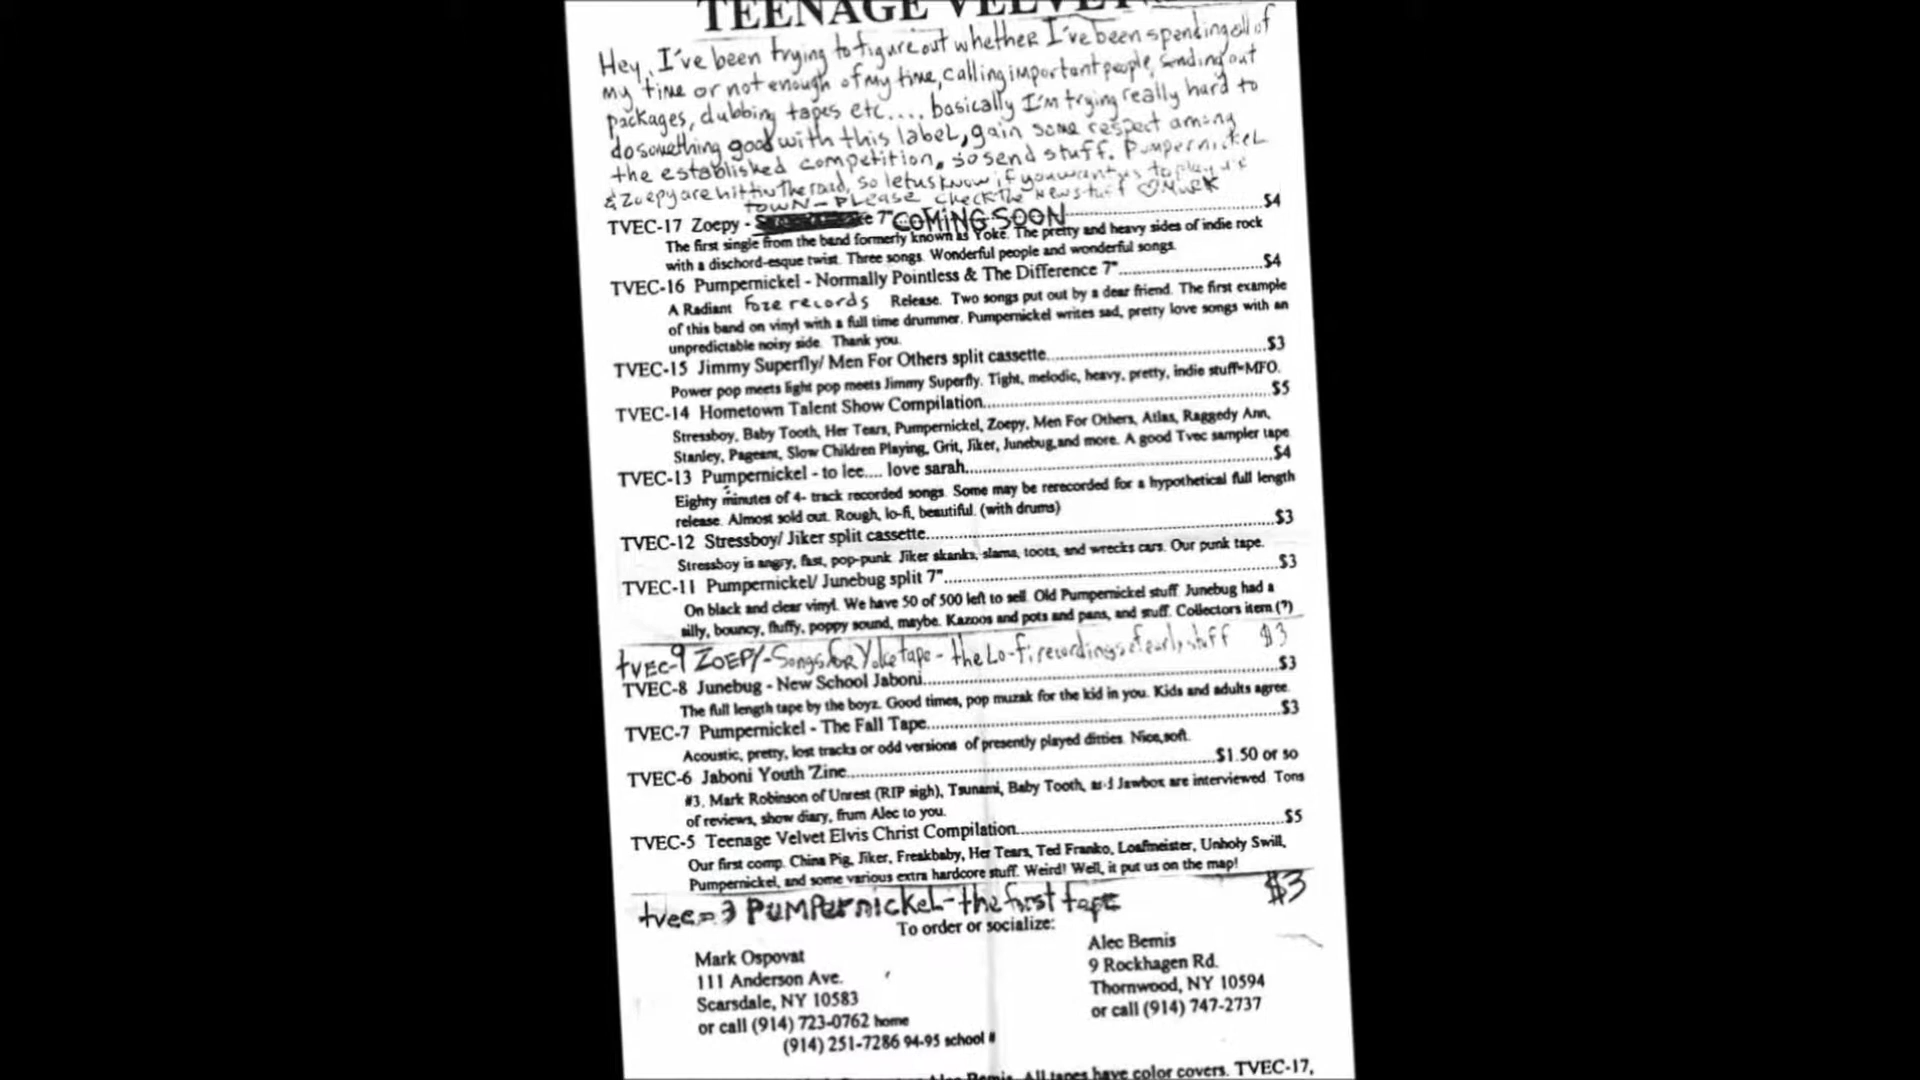 TEENAGE VELVET
Hey, I've been trying to figure out whether I've been spending all of
my time or not enough of my time, calling important people, sending out
packages, dubbing tapes etc.... basically I'm trying really hard to
do something good with this label, gain some respect among
the established competition, so send stuff. Pumpernickel
& Zoepy are hittin the road, so let us know if you want us to play ur
town - Please check the new stuff ♡ Mark
TVEC-17 Zoepy - 7" COMING SOON $4
The first single from the band formerly known as Yoke. The pretty and heavy sides of indie rock
with a dischord-esque twist. Three songs. Wonderful people and wonderful songs.
TVEC-16 Pumpernickel - Normally Pointless & The Difference 7"..........$4
A Radiant Foze records Release. Two songs put out by a dear friend. The first example
of this band on vinyl with a full time drummer. Pumpernickel writes sad, pretty love songs with an
unpredictable noisy side. Thank you.
TVEC-15 Jimmy Superfly/ Men For Others split cassette..........$3
Power pop meets light pop meets Jimmy Superfly. Tight, melodic, heavy, pretty, indie stuff=MFO.
TVEC-14 Hometown Talent Show Compilation..........$5
Stressboy, Baby Tooth, Her Tears, Pumpernickel, Zoepy, Men For Others, Atlas, Raggedy Ann,
Stanley, Pageant, Slow Children Playing, Grit, Jiker, Junebug,and more. A good Tvec sampler tape
TVEC-13 Pumpernickel - to lee.... love sarah..........$4
Eighty minutes of 4- track recorded songs. Some may be rerecorded for a hypothetical full length
release. Almost sold out. Rough, lo-fi, beautiful. (with drums)
TVEC-12 Stressboy/ Jiker split cassette..........$3
Stressboy is angry, fast, pop-punk. Jiker skanks, slams, toots, and wrecks cars. Our punk tape.
TVEC-11 Pumpernickel/ Junebug split 7"..........$3
On black and clear vinyl. We have 50 of 500 left to sell. Old Pumpernickel stuff. Junebug had a
silly, bouncy, fluffy, poppy sound, maybe. Kazoos and pots and pans, and stuff. Collectors item (?)
tvec-9 ZOEPY - Songs for Yoke tape - the Lo-fi recordings of early stuff $3
TVEC-8 Junebug - New School Jaboni..........$3
The full length tape by the boyz. Good times, pop muzak for the kid in you. Kids and adults agree.
TVEC-7 Pumpernickel - The Fall Tape..........$3
Acoustic, pretty, lost tracks or odd versions of presently played ditties. Nice,soft.
TVEC-6 Jaboni Youth 'Zine..........$1.50 or so
#3, Mark Robinson of Unrest (RIP sigh), Tsunami, Baby Tooth, and Jawbox are interviewed. Tons
of reviews, show diary, frum Alec to you.
TVEC-5 Teenage Velvet Elvis Christ Compilation..........$5
Our first comp. China Pig, Jiker, Freakbaby, Her Tears, Ted Franko, Loafmeister, Unholy Swill,
Pumpernickel, and some various extra hardcore stuff. Weird! Well, it put us on the map!
tvec-3 PUMPernickel - the first tape $3
To order or socialize:
Mark Ospovat
111 Anderson Ave.
Scarsdale, NY 10583
or call (914) 723-0762 home
(914) 251-7286 94-95 school #
Alec Bemis
9 Rockhagen Rd.
Thornwood, NY 10594
or call (914) 747-2737
Alec Bemis. All tapes have color covers. TVEC-17,